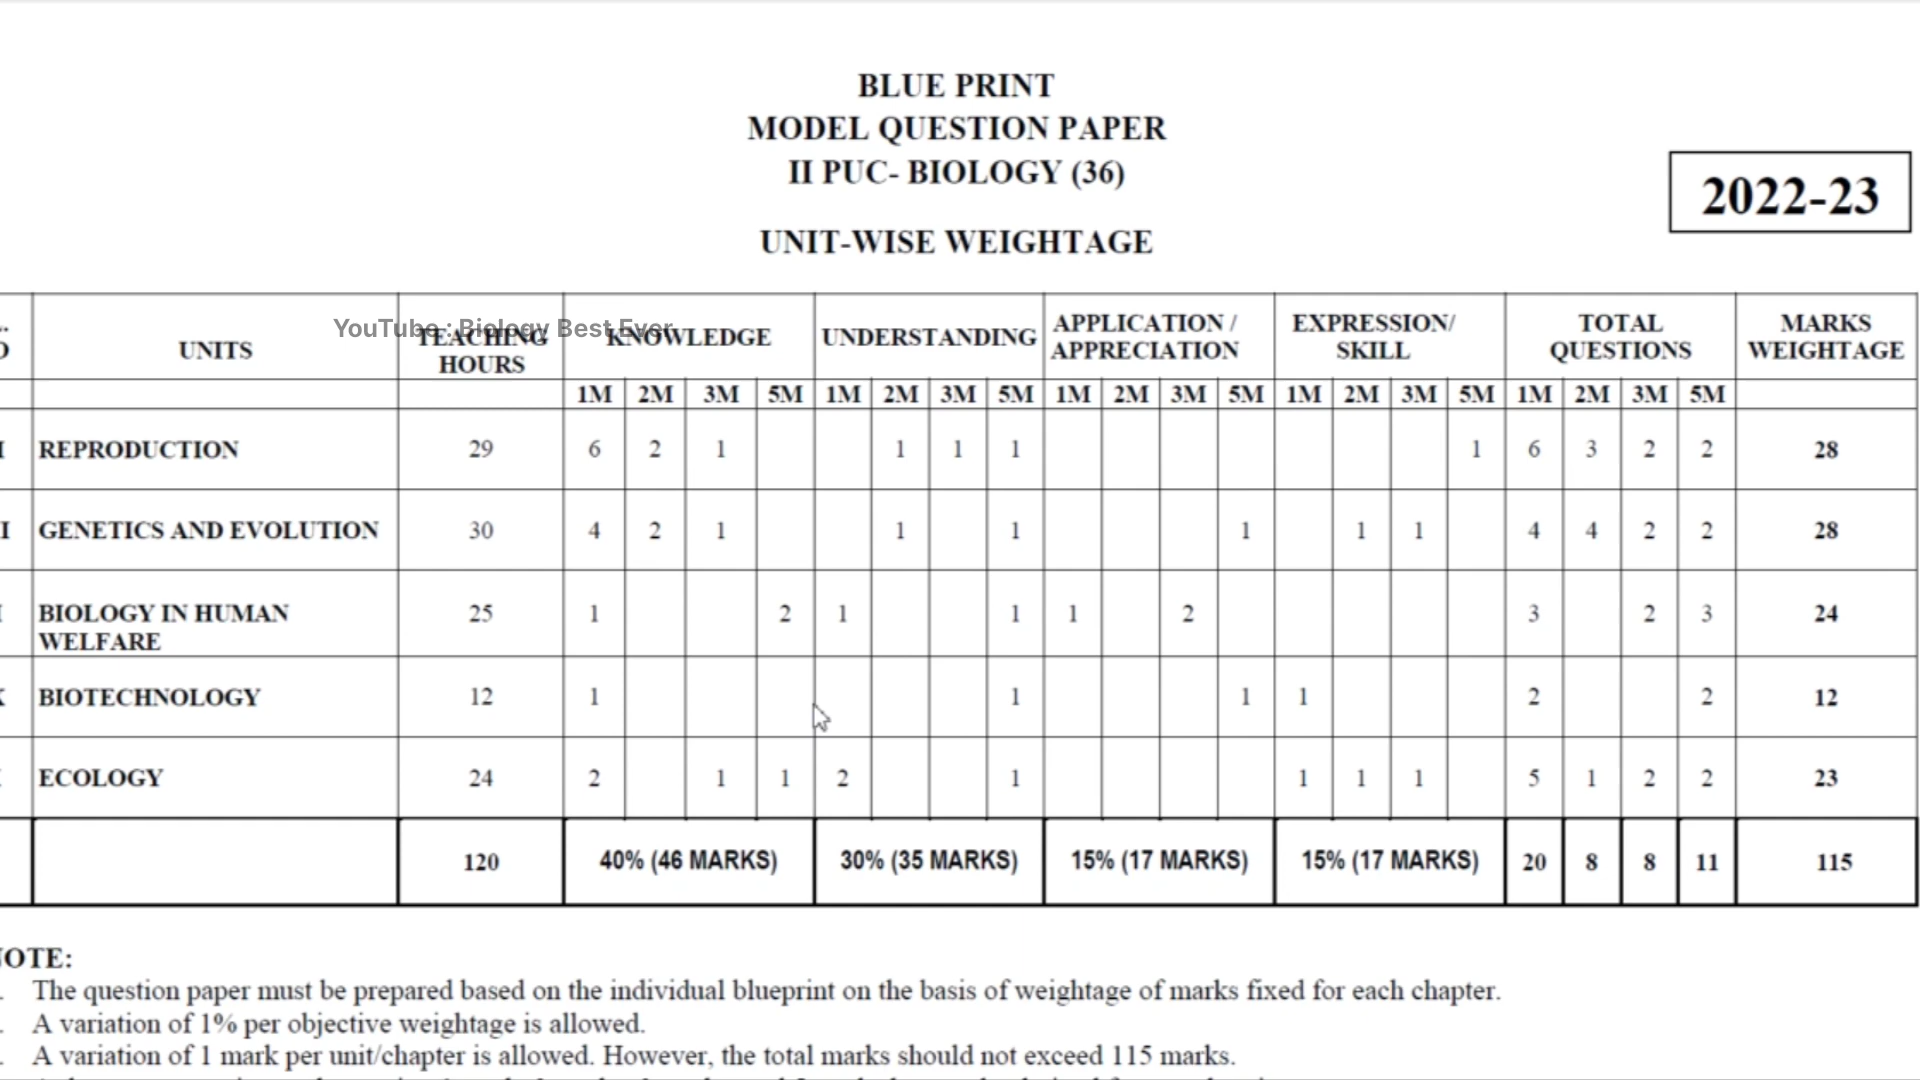 BLUE PRINT
MODEL QUESTION PAPER
II PUC- BIOLOGY (36)
2022-23
UNIT-WISE WEIGHTAGE
YouTube : Biology Best Ever
UNITS TEACHING HOURS KNOWLEDGE UNDERSTANDING APPLICATION / APPRECIATION EXPRESSION/ SKILL TOTAL QUESTIONS MARKS WEIGHTAGE
1M 2M 3M 5M 1M 2M 3M 5M 1M 2M 3M 5M 1M 2M 3M 5M 1M 2M 3M 5M
REPRODUCTION 29 6 2 1 1 1 1 1 6 3 2 2 28
GENETICS AND EVOLUTION 30 4 2 1 1 1 1 1 1 4 4 2 2 28
BIOLOGY IN HUMAN WELFARE 25 1 2 1 1 1 2 3 2 3 24
BIOTECHNOLOGY 12 1 1 1 1 2 2 12
ECOLOGY 24 2 1 1 2 1 1 1 1 5 1 2 2 23
120 40% (46 MARKS) 30% (35 MARKS) 15% (17 MARKS) 15% (17 MARKS) 20 8 8 11 115
NOTE:
The question paper must be prepared based on the individual blueprint on the basis of weightage of marks fixed for each chapter.
A variation of 1% per objective weightage is allowed.
A variation of 1 mark per unit/chapter is allowed. However, the total marks should not exceed 115 marks.